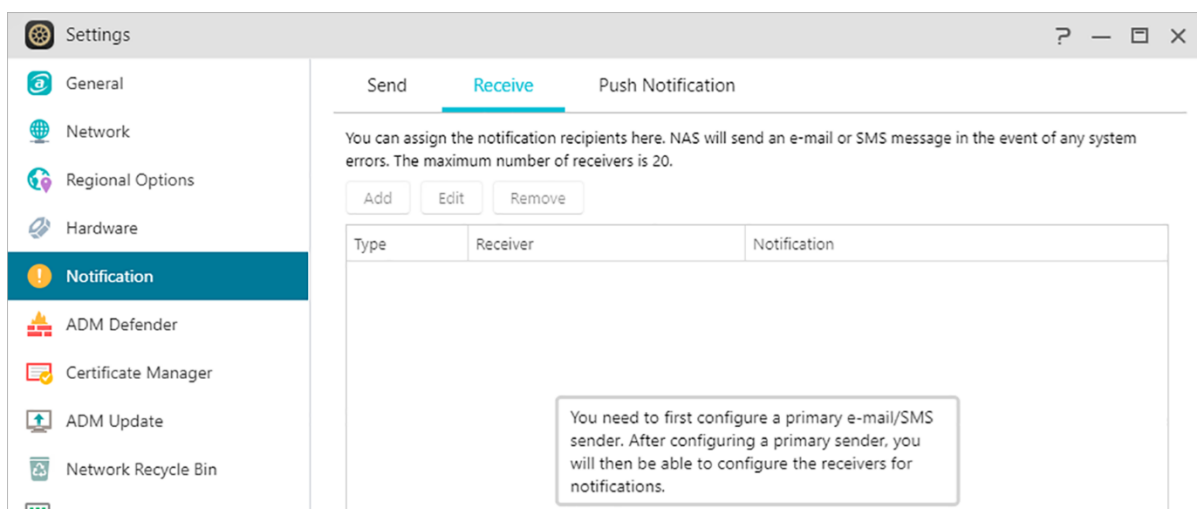 Settings
General
Network
Regional Options
Hardware
Notification
ADM Defender
Certificate Manager
ADM Update
Network Recycle Bin
Send Receive Push Notification
You can assign the notification recipients here. NAS will send an e-mail or SMS message in the event of any system
errors. The maximum number of receivers is 20.
Add Edit Remove
Type Receiver Notification
You need to first configure a primary e-mail/SMS
sender. After configuring a primary sender, you
will then be able to configure the receivers for
notifications.